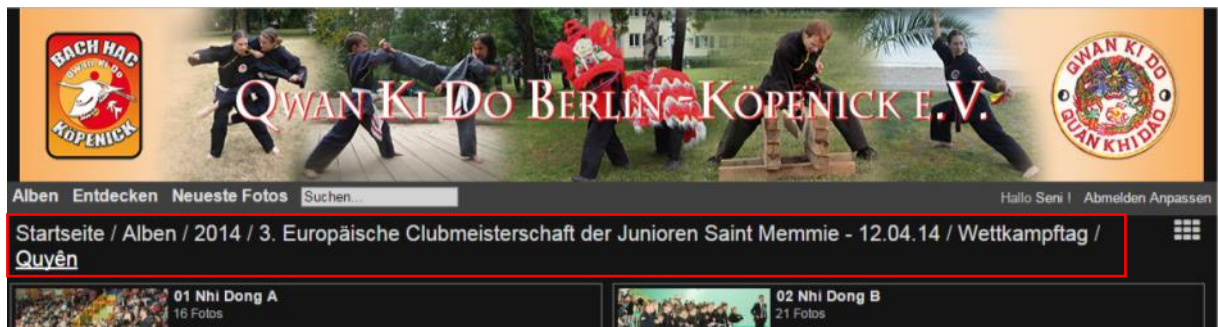 BACH HAC
QWAN KI DO
KÖPENICK
QWAN KI DO BERLIN-KÖPENICK E.V.
QWAN KI DO
QUAN KHI DAO
Alben Entdecken Neueste Fotos Suchen... Hallo Seni ! Abmelden Anpassen
Startseite / Alben / 2014 / 3. Europäische Clubmeisterschaft der Junioren Saint Memmie - 12.04.14 / Wettkampftag /
Quyên
01 Nhi Dong A 02 Nhi Dong B
16 Fotos 21 Fotos